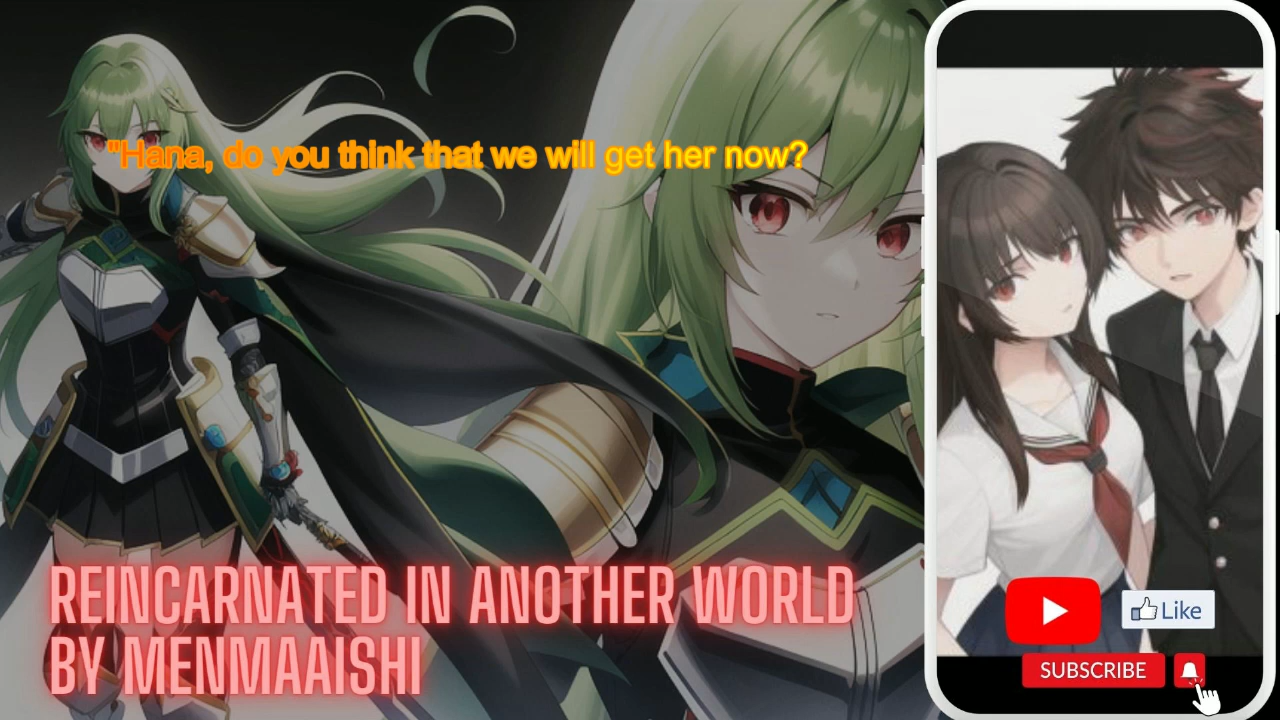 "Hana, do you think that we will get her now?
REINCARNATED IN ANOTHER WORLD
BY MENMAAISHI
Like
SUBSCRIBE